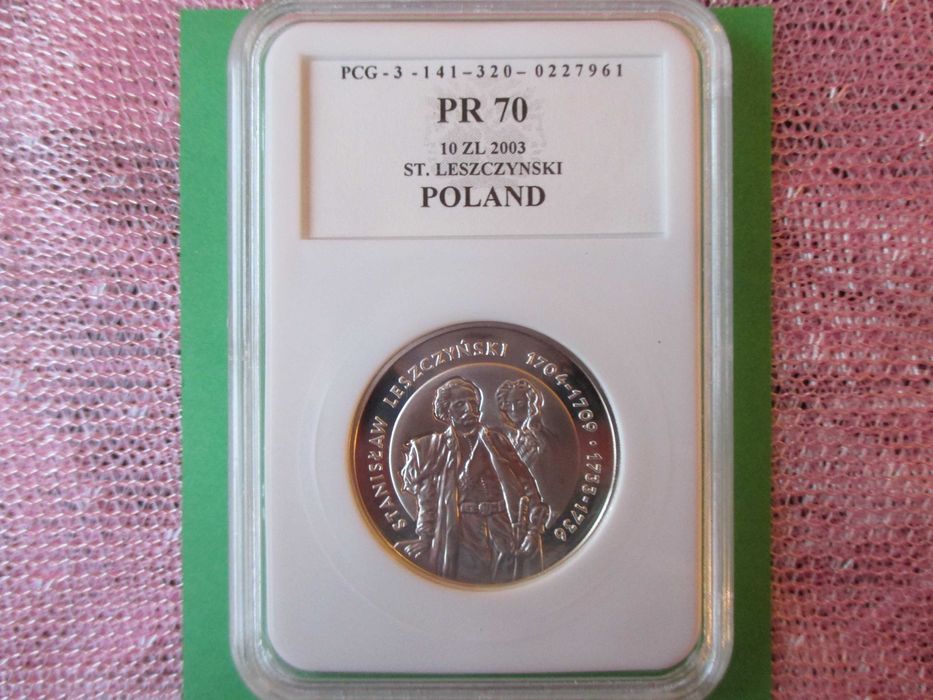 PCG - 3 - 141 – 320 – 0227961
PR 70
10 ZL 2003
ST. LESZCZYNSKI
POLAND
STANISŁAW LESZCZYŃSKI 1704-1709 · 1733-1736